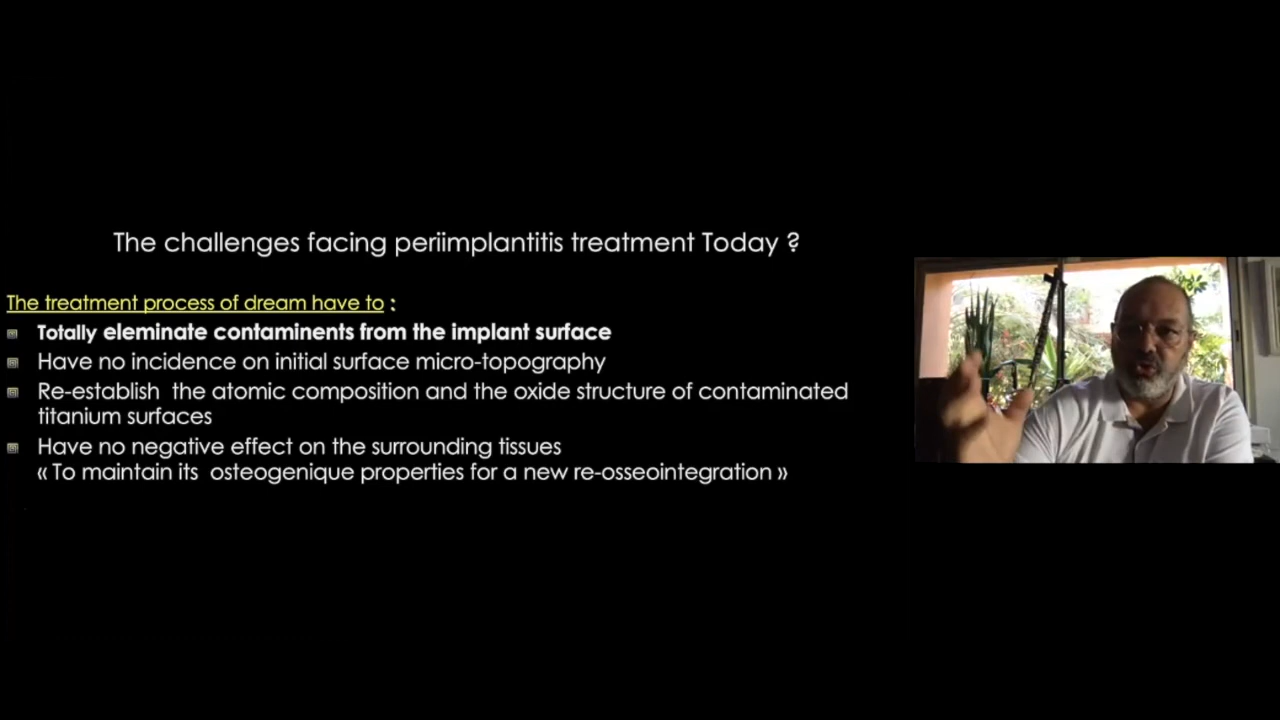 The challenges facing periimplantitis treatment Today ?
The treatment process of dream have to :
Totally eleminate contaminents from the implant surface
Have no incidence on initial surface micro-topography
Re-establish the atomic composition and the oxide structure of contaminated
titanium surfaces
Have no negative effect on the surrounding tissues
« To maintain its osteogenique properties for a new re-osseointegration »